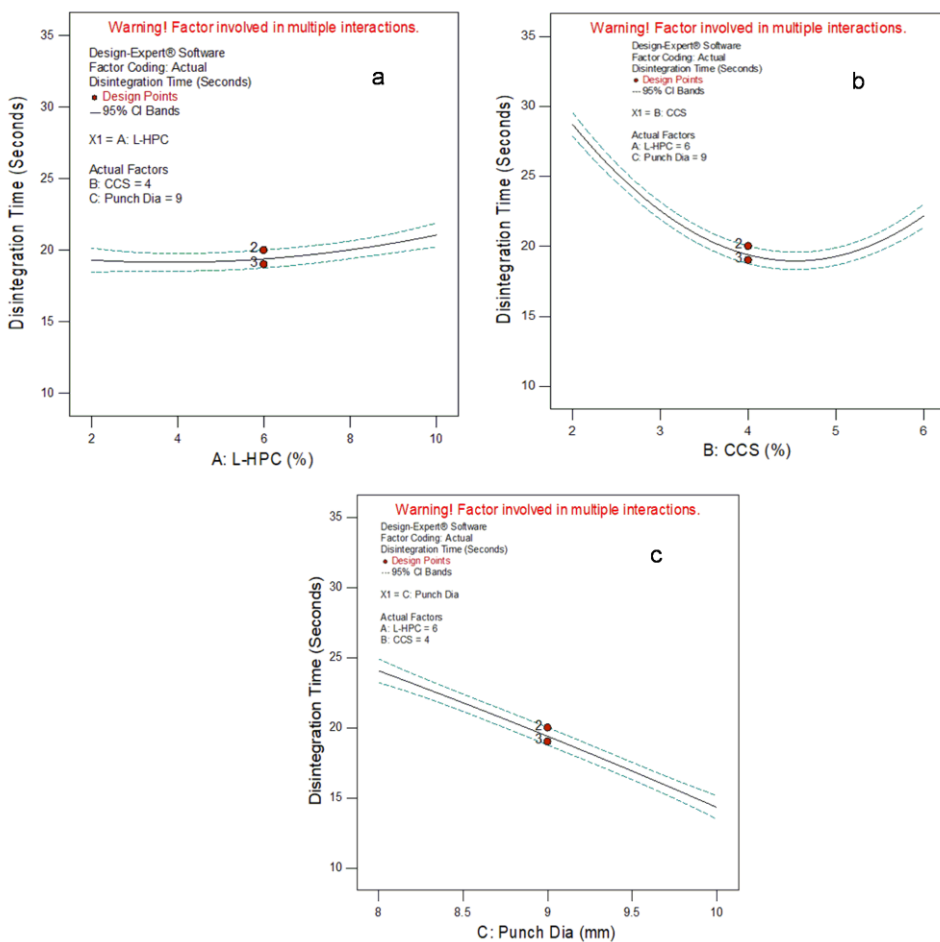 Warning! Factor involved in multiple interactions.
Design-Expert® Software
Factor Coding: Actual
Disintegration Time (Seconds)
● Design Points
— 95% CI Bands
X1 = A: L-HPC
Actual Factors
B: CCS = 4
C: Punch Dia = 9
a
Disintegration Time (Seconds)
35
30
25
20
15
10
2
3
2 4 6 8 10
A: L-HPC (%)
Warning! Factor involved in multiple interactions.
Design-Expert® Software
Factor Coding: Actual
Disintegration Time (Seconds)
● Design Points
--- 95% CI Bands
X1 = B: CCS
Actual Factors
A: L-HPC = 6
C: Punch Dia = 9
b
Disintegration Time (Seconds)
35
30
25
20
15
10
2
3
2 3 4 5 6
B: CCS (%)
Warning! Factor involved in multiple interactions.
Design-Expert® Software
Factor Coding: Actual
Disintegration Time (Seconds)
● Design Points
--- 95% CI Bands
X1 = C: Punch Dia
Actual Factors
A: L-HPC = 6
B: CCS = 4
c
Disintegration Time (Seconds)
35
30
25
20
15
10
2
3
8 8.5 9 9.5 10
C: Punch Dia (mm)